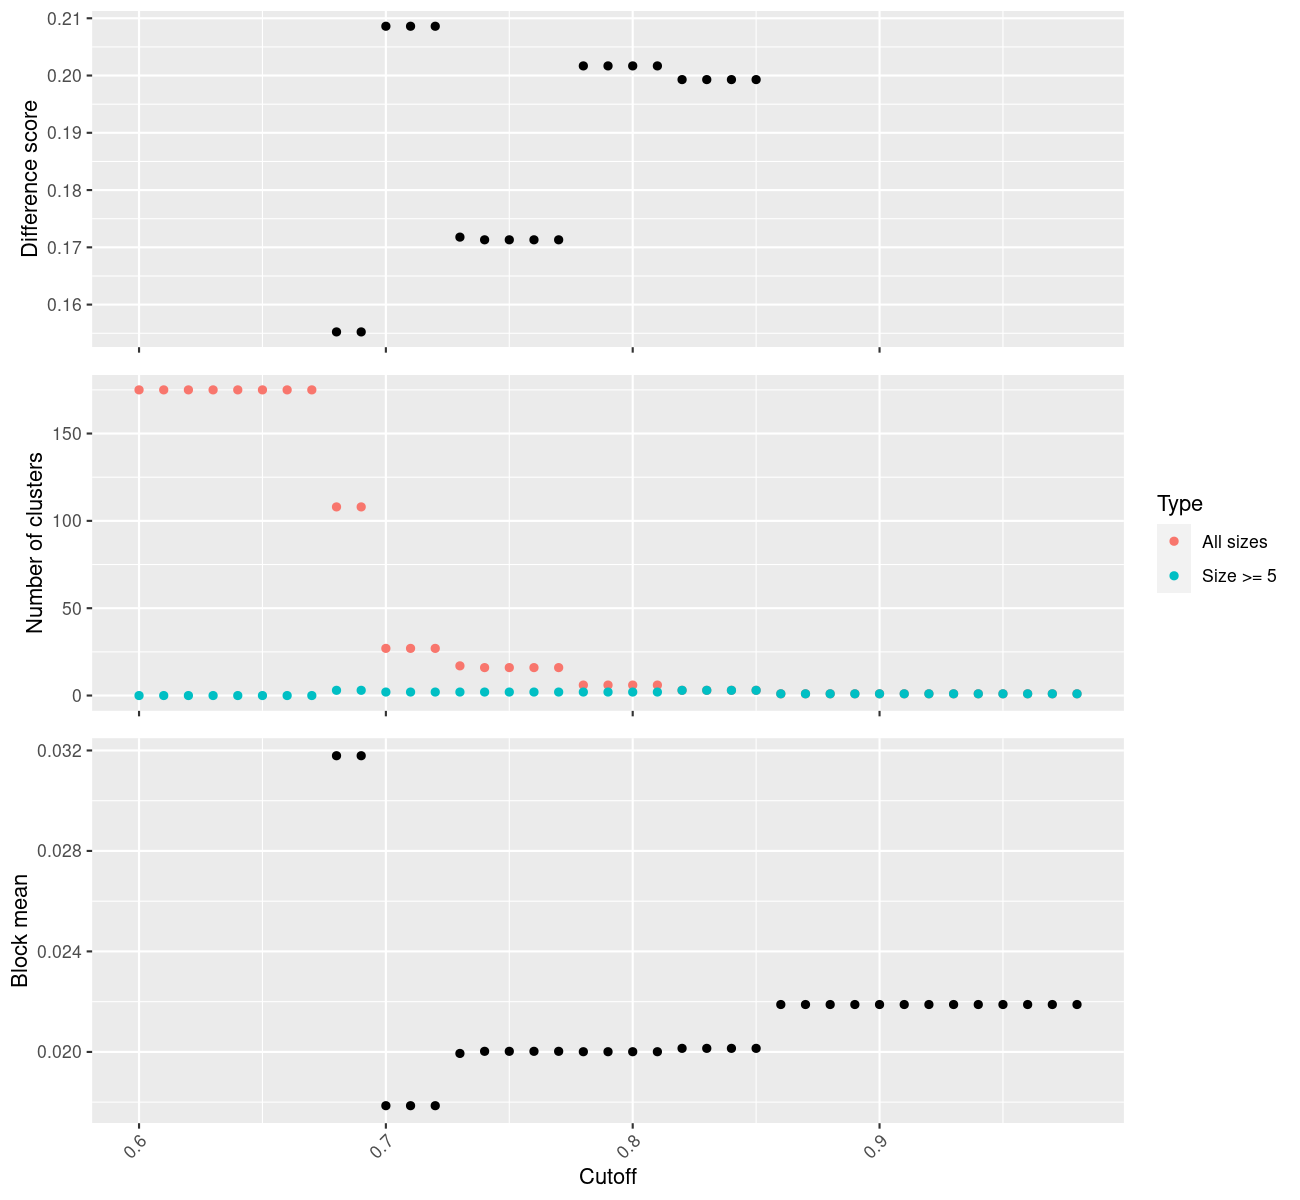 0.21
0.20
0.19
0.18
0.17
0.16
Difference score
150
100
50
0
Number of clusters
Type
All sizes
Size >= 5
0.032
0.028
0.024
0.020
Block mean
0.6
0.7
0.8
0.9
Cutoff